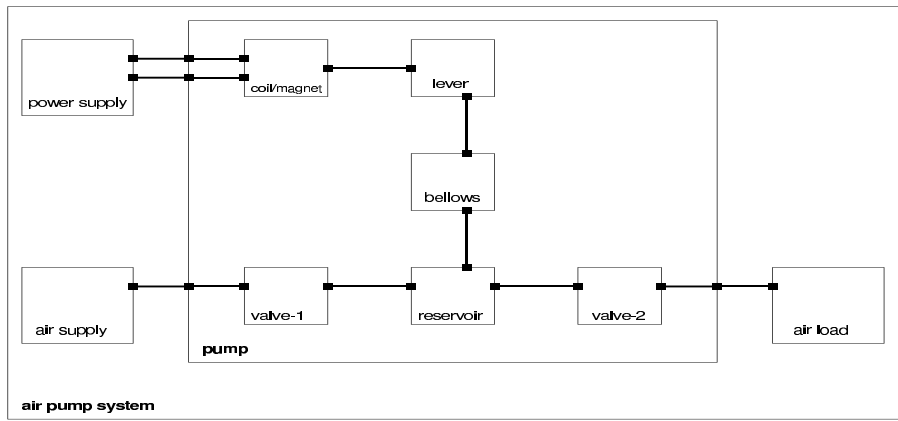 power supply
coil/magnet
lever
bellows
air supply
valve-1
reservoir
valve-2
air load
pump
air pump system